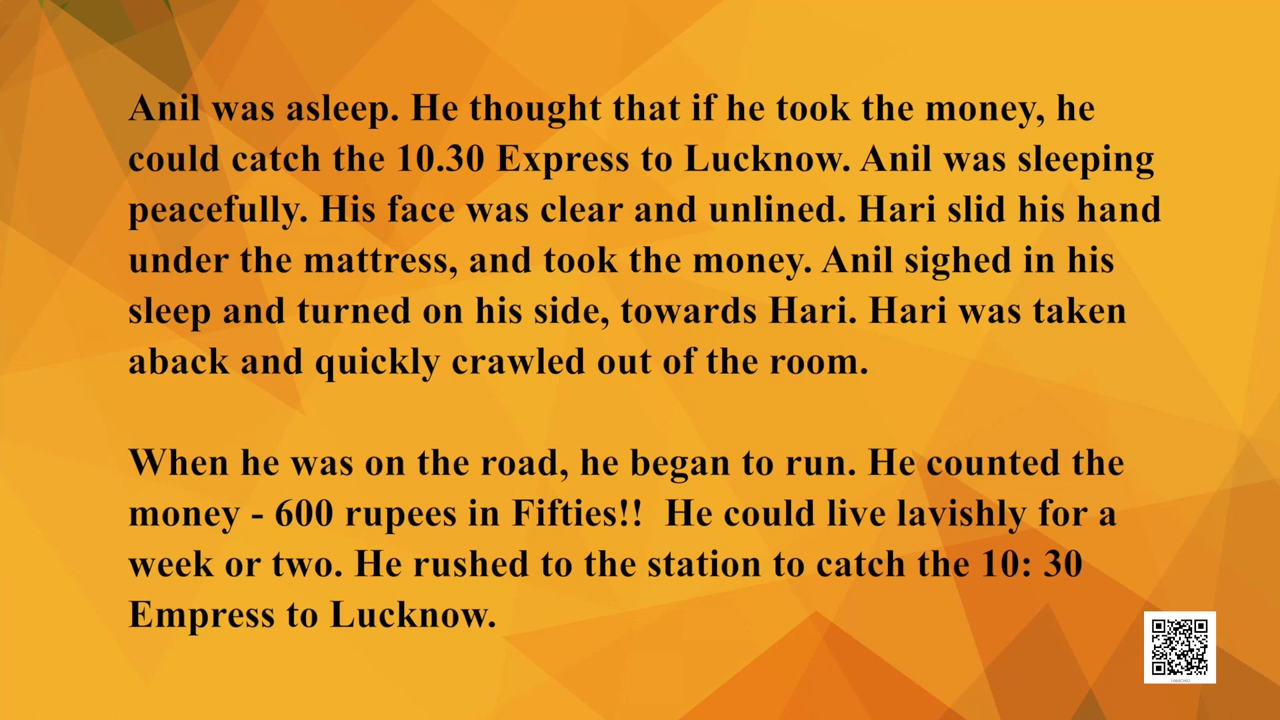 Anil was asleep. He thought that if he took the money, he
could catch the 10.30 Express to Lucknow. Anil was sleeping
peacefully. His face was clear and unlined. Hari slid his hand
under the mattress, and took the money. Anil sighed in his
sleep and turned on his side, towards Hari. Hari was taken
aback and quickly crawled out of the room.
When he was on the road, he began to run. He counted the
money - 600 rupees in Fifties!!  He could live lavishly for a
week or two. He rushed to the station to catch the 10: 30
Empress to Lucknow.